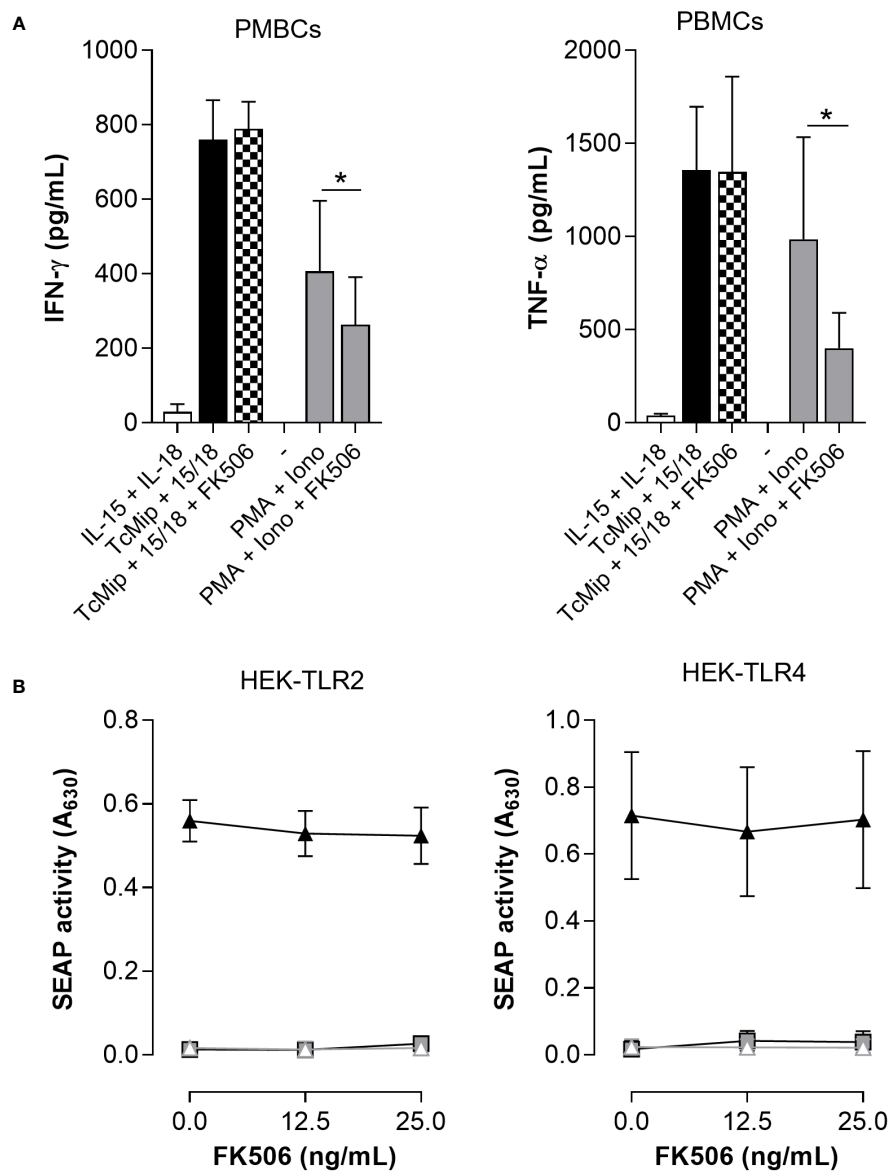 A
PMBCs
1000
800
600
400
200
0
IFN-γ (pg/mL)
*
IL-15 + IL-18
TcMip + 15/18
TcMip + 15/18 + FK506
-
PMA + Iono
PMA + Iono + FK506
PBMCs
2000
1500
1000
500
0
TNF-α (pg/mL)
*
IL-15 + IL-18
TcMip + 15/18
TcMip + 15/18 + FK506
-
PMA + Iono
PMA + Iono + FK506
B
HEK-TLR2
0.8
0.6
0.4
0.2
0.0
SEAP activity (A630)
0.0 12.5 25.0
FK506 (ng/mL)
HEK-TLR4
1.0
0.8
0.6
0.4
0.2
0.0
SEAP activity (A630)
0.0 12.5 25.0
FK506 (ng/mL)